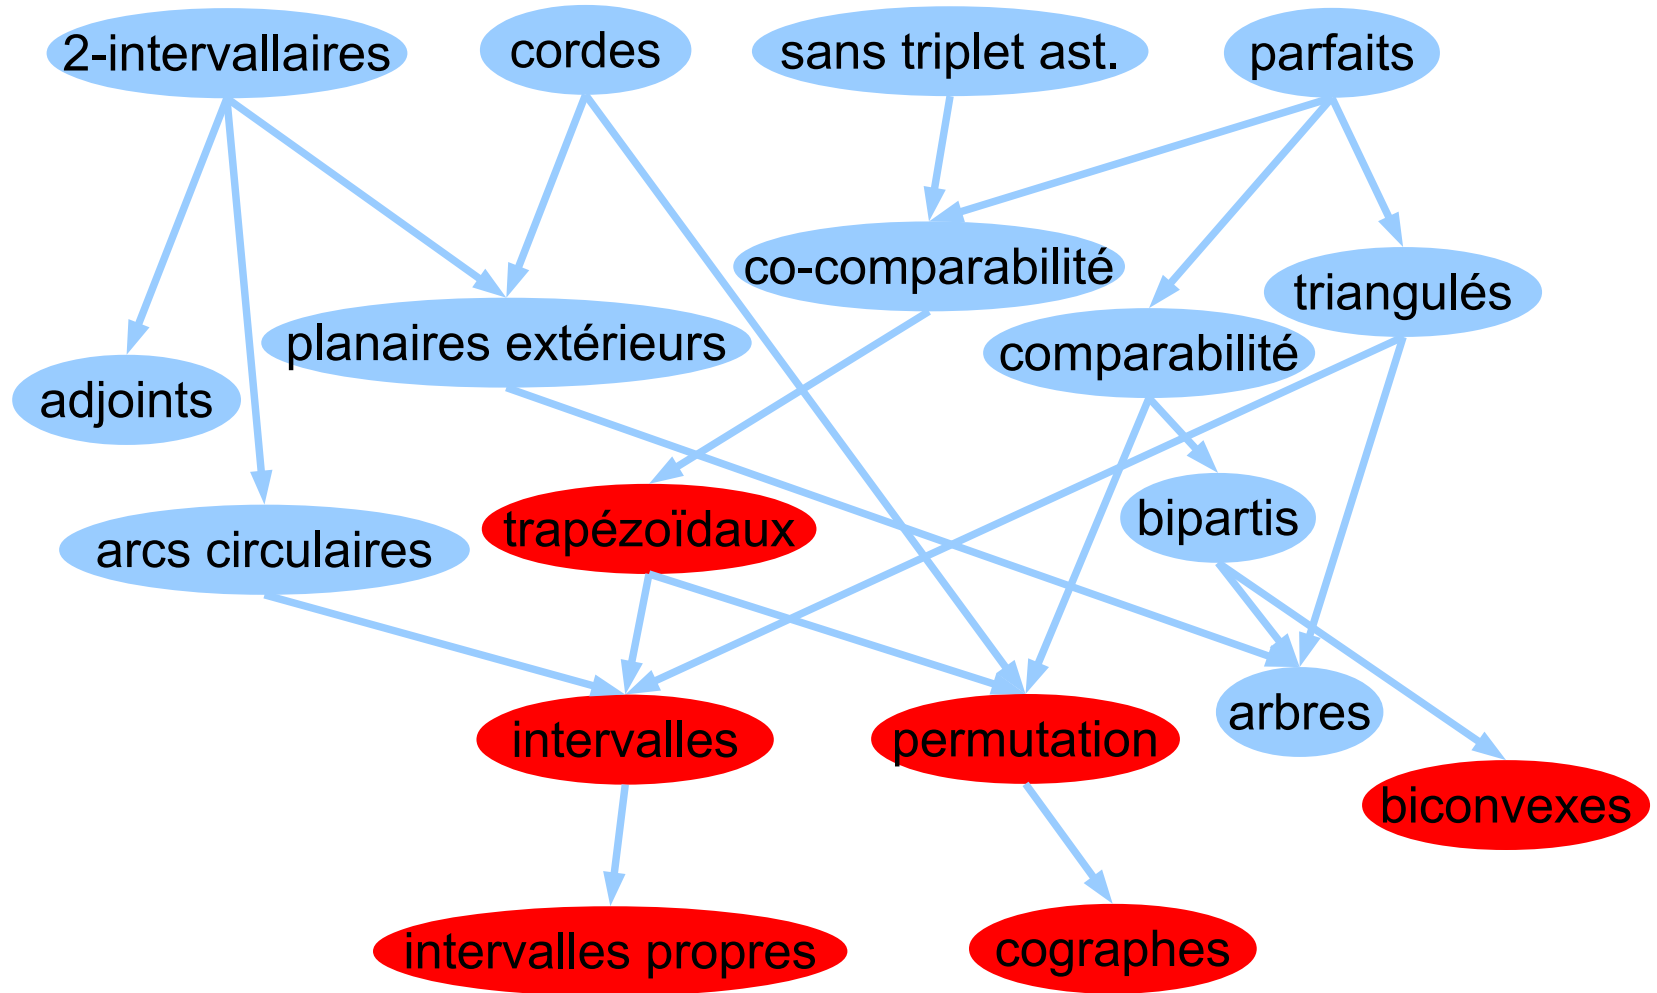 2-intervallaires
cordes
sans triplet ast.
parfaits
co-comparabilité
triangulés
planaires extérieurs
comparabilité
adjoints
trapézoïdaux
bipartis
arcs circulaires
intervalles
permutation
arbres
biconvexes
intervalles propres
cographes